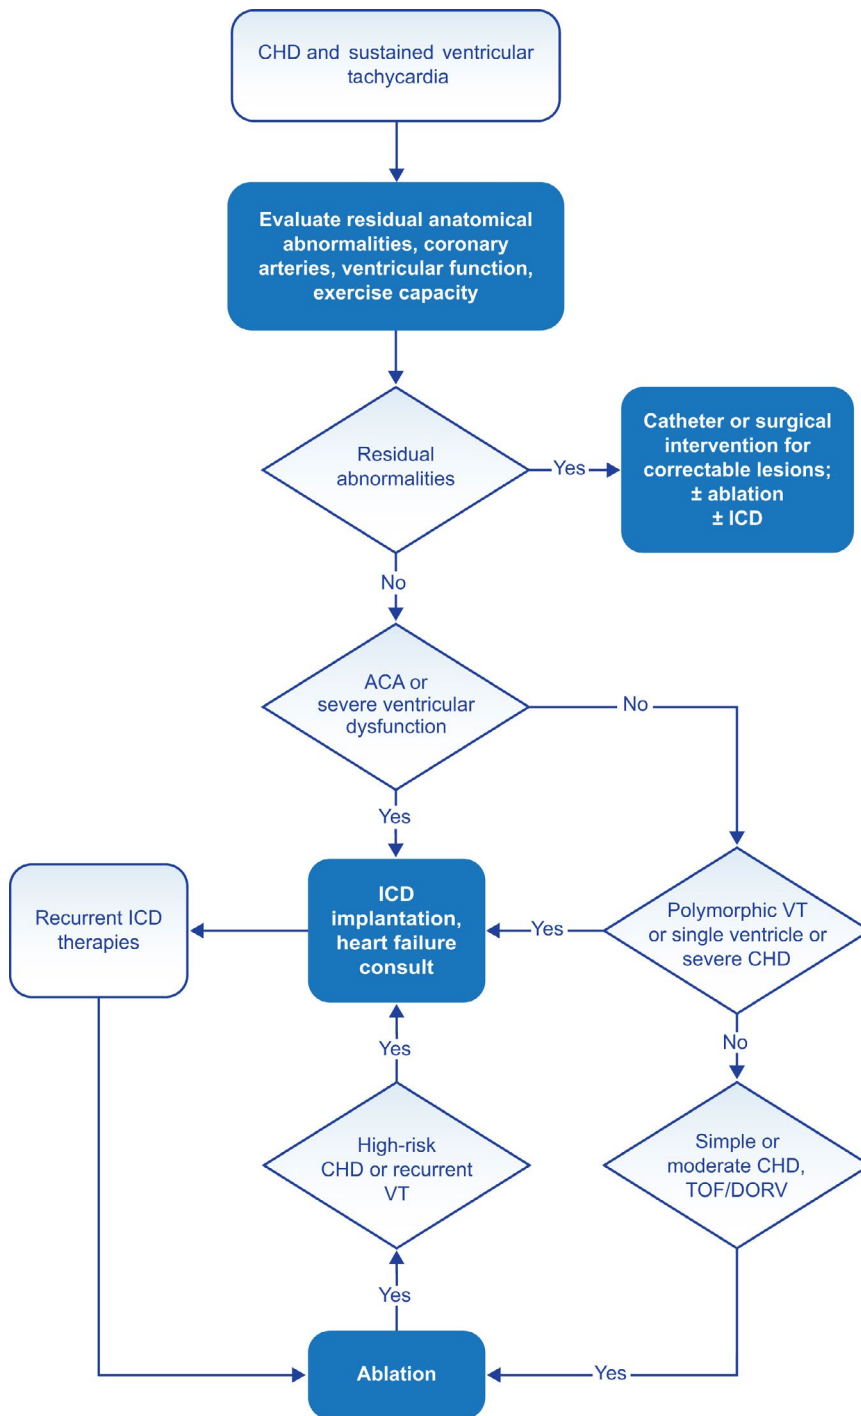 CHD and sustained ventricular
tachycardia
Evaluate residual anatomical
abnormalities, coronary
arteries, ventricular function,
exercise capacity
Residual
abnormalities
Yes
Catheter or surgical
intervention for
correctable lesions;
± ablation
± ICD
No
ACA or
severe ventricular
dysfunction
No
Yes
Recurrent ICD
therapies
ICD
implantation,
heart failure
consult
Yes
Polymorphic VT
or single ventricle or
severe CHD
Yes
No
High-risk
CHD or recurrent
VT
Simple or
moderate CHD,
TOF/DORV
Yes
Ablation
Yes